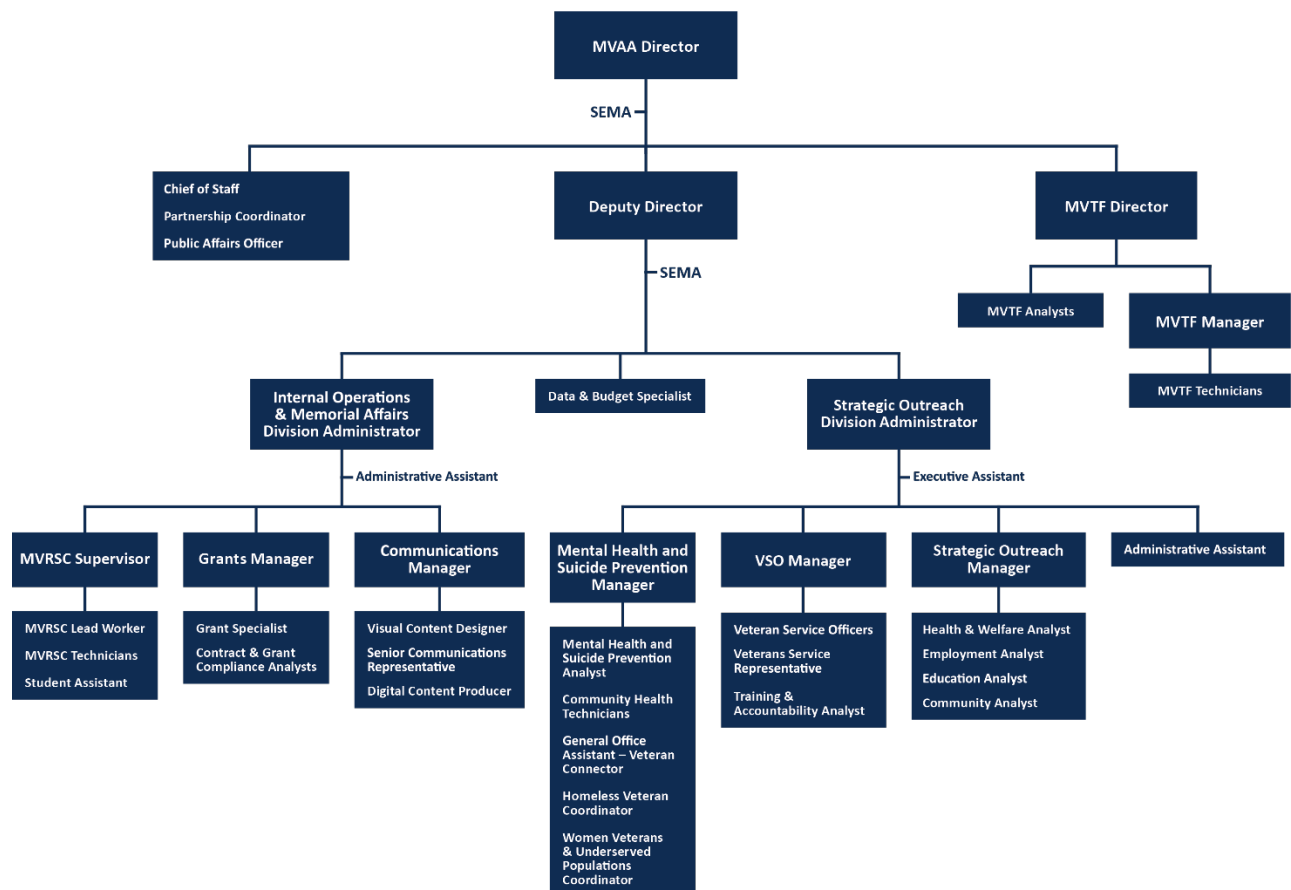 MVAA Director
SEMA
Chief of Staff
Partnership Coordinator
Public Affairs Officer
Deputy Director
MVTF Director
SEMA
MVTF Analysts
MVTF Manager
MVTF Technicians
Internal Operations
& Memorial Affairs
Division Administrator
Data & Budget Specialist
Strategic Outreach
Division Administrator
Administrative Assistant
Executive Assistant
MVRSC Supervisor
MVRSC Lead Worker
MVRSC Technicians
Student Assistant
Grants Manager
Grant Specialist
Contract & Grant
Compliance Analysts
Communications
Manager
Visual Content Designer
Senior Communications
Representative
Digital Content Producer
Mental Health and
Suicide Prevention
Manager
Mental Health and
Suicide Prevention
Analyst
Community Health
Technicians
General Office
Assistant – Veteran
Connector
Homeless Veteran
Coordinator
Women Veterans
& Underserved
Populations
Coordinator
VSO Manager
Veteran Service Officers
Veterans Service
Representative
Training &
Accountability Analyst
Strategic Outreach
Manager
Health & Welfare Analyst
Employment Analyst
Education Analyst
Community Analyst
Administrative Assistant